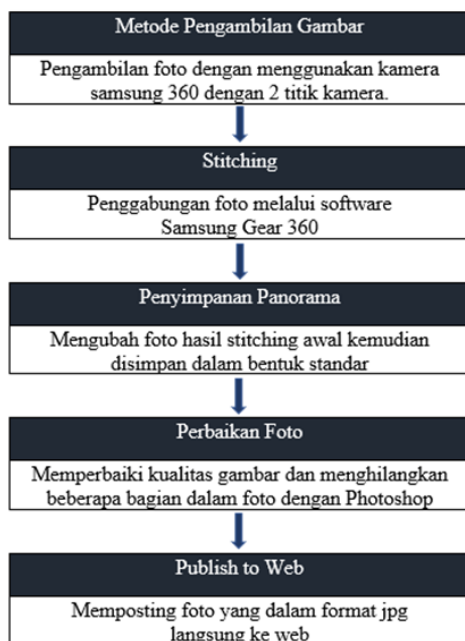 Metode Pengambilan Gambar
Pengambilan foto dengan menggunakan kamera
samsung 360 dengan 2 titik kamera.
Stitching
Penggabungan foto melalui software
Samsung Gear 360
Penyimpanan Panorama
Mengubah foto hasil stitching awal kemudian
disimpan dalam bentuk standar
Perbaikan Foto
Memperbaiki kualitas gambar dan menghilangkan
beberapa bagian dalam foto dengan Photoshop
Publish to Web
Memposting foto yang dalam format jpg
langsung ke web